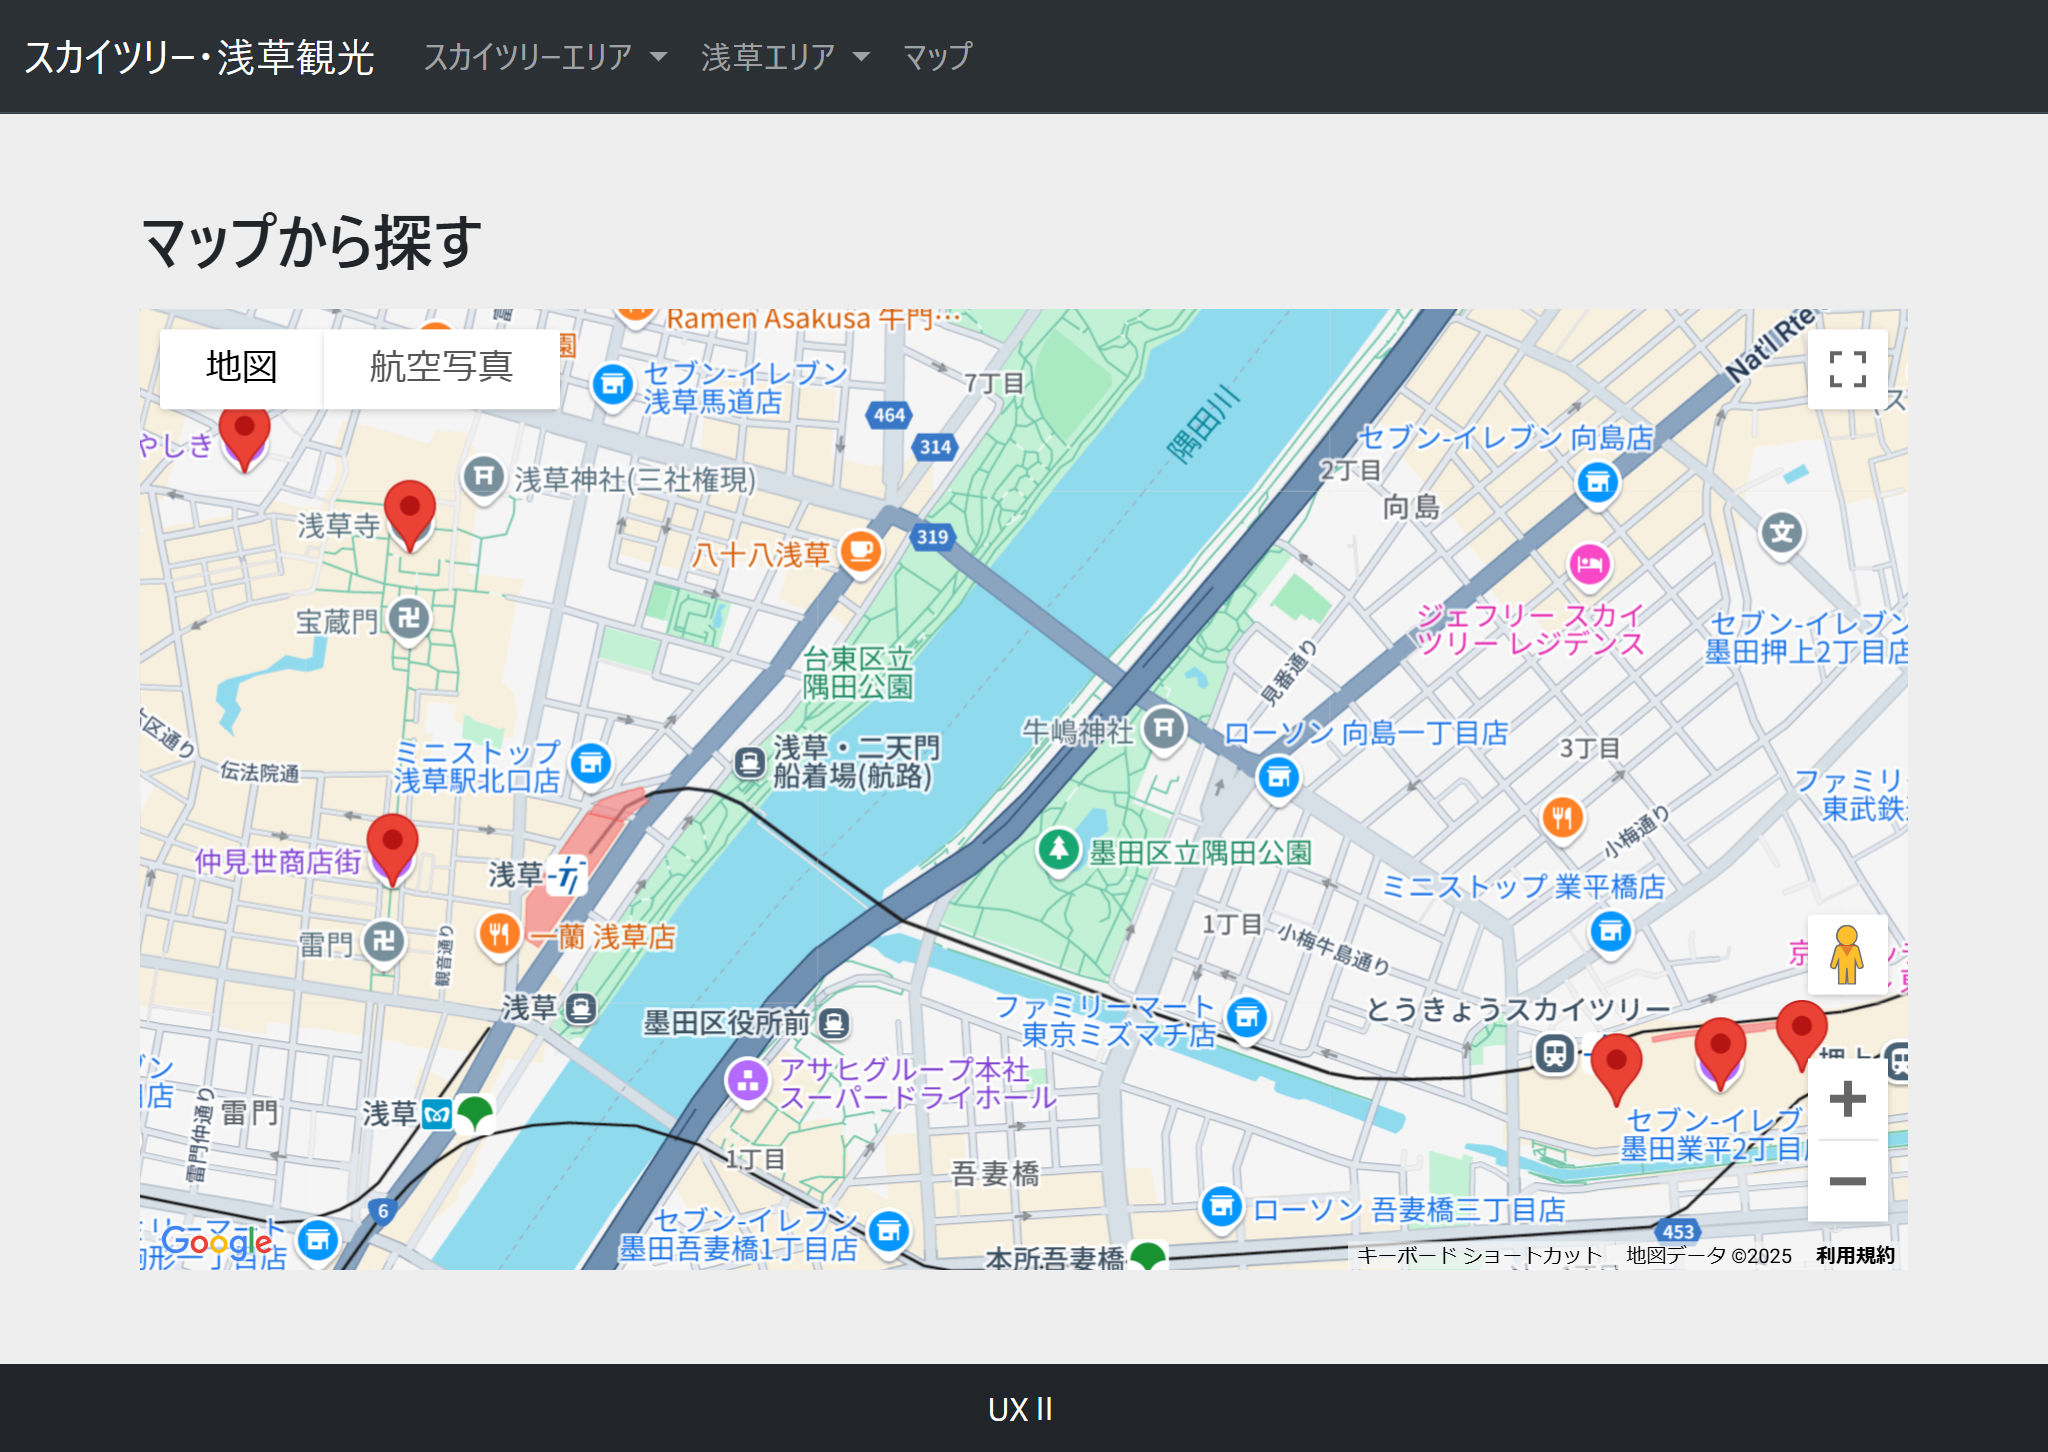 スカイツリー・浅草観光
スカイツリーエリア
浅草エリア
マップ
マップから探す
地図
航空写真
園
Ramen Asakusa 牛門…
セブン-イレブン
浅草馬道店
7丁目
464
314
隅田川
Nat'l Rte
セブン-イレブン 向島店
2丁目
向島
やしき
浅草神社(三社権現)
浅草寺
八十八浅草
319
文
宝蔵門
ジェフリー スカイ
ツリー レジデンス
セブン-イレブン
墨田押上2丁目店
台東区立
隅田公園
見番通り
牛嶋神社
ローソン 向島一丁目店
3丁目
区通り
伝法院通
ミニストップ
浅草駅北口店
浅草・二天門
船着場(航路)
ファミリ
東武鉄
小梅通り
仲見世商店街
浅草
墨田区立隅田公園
ミニストップ 業平橋店
一蘭 浅草店
雷門
観音通り
1丁目
小梅牛島通り
京
浅草
墨田区役所前
ファミリーマート
東京ミズマチ店
とうきょうスカイツリー
押上
アサヒグループ本社
スーパードライホール
ブン
店
雷門仲通り
雷門
浅草
セブン-イレブ
墨田業平2丁目
1丁目
吾妻橋
6
リーマート
形一丁目店
Google
セブン-イレブン
墨田吾妻橋1丁目店
ローソン 吾妻橋三丁目店
453
本所吾妻橋
キーボード ショートカット
地図データ ©2025
利用規約
UX II